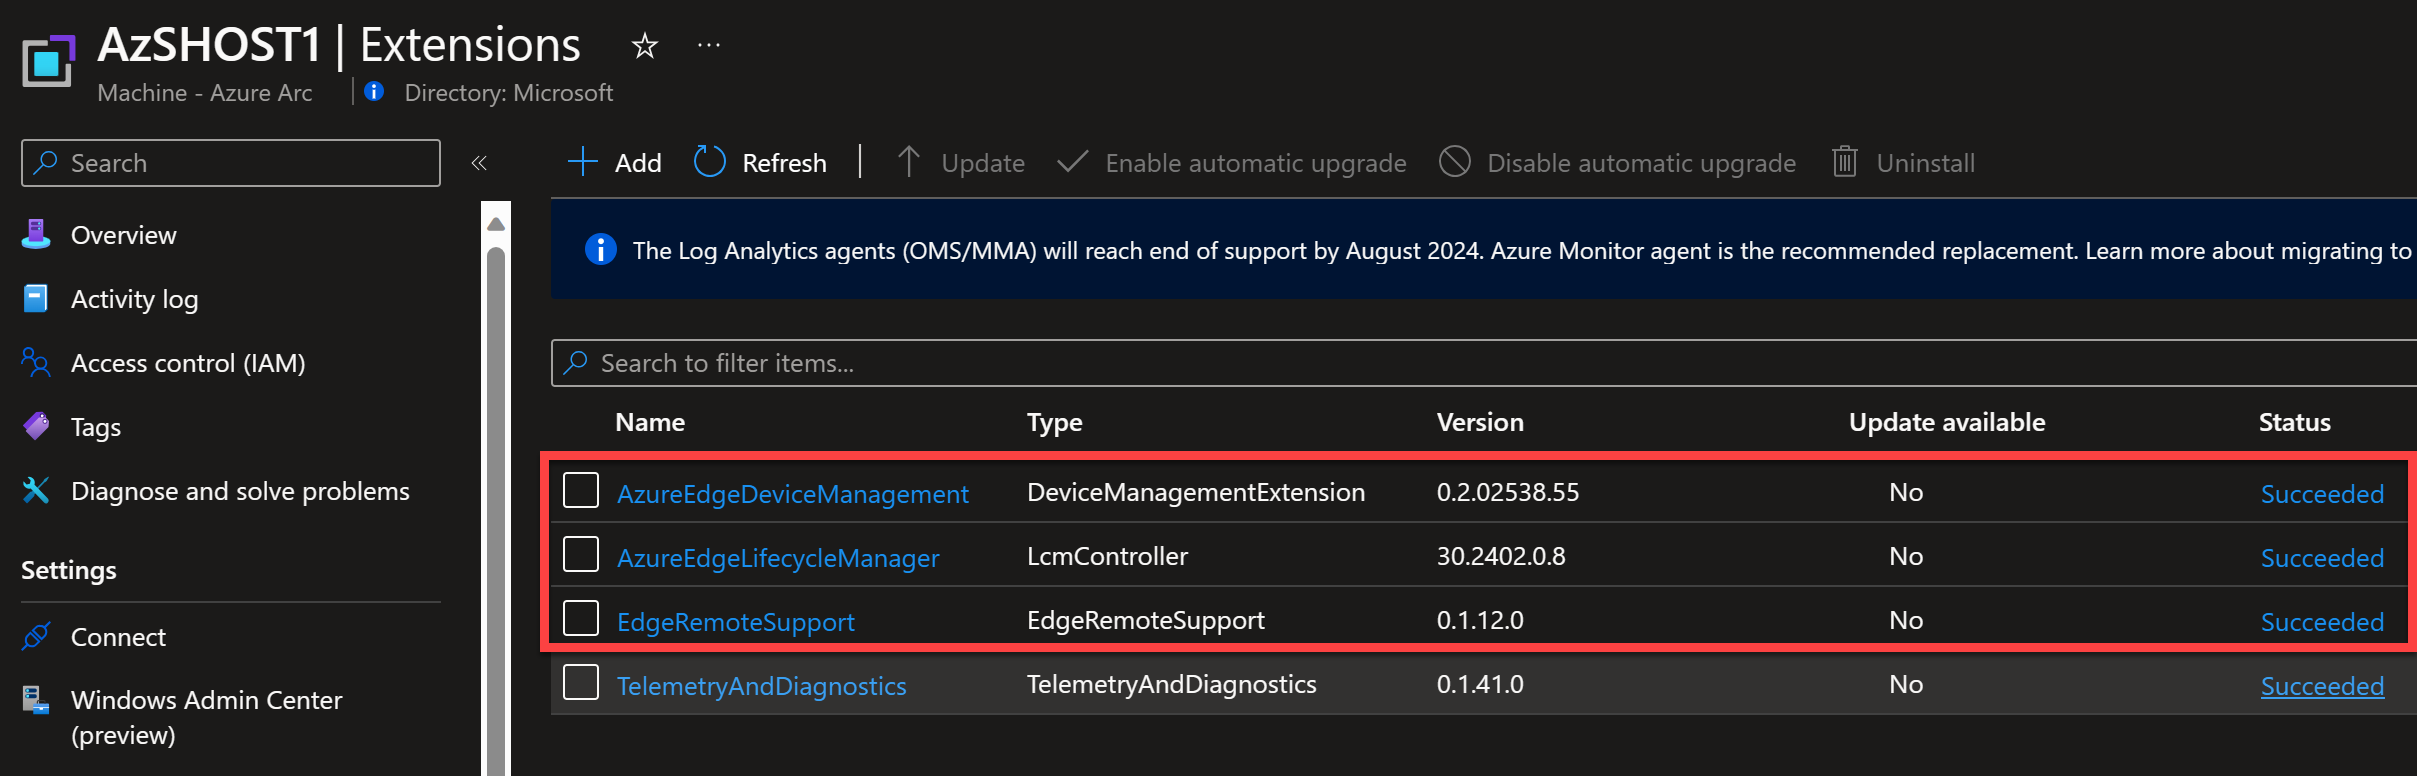 AzSHOST1 | Extensions
Machine - Azure Arc
Directory: Microsoft
Search
Overview
Activity log
Access control (IAM)
Tags
Diagnose and solve problems
Settings
Connect
Windows Admin Center
(preview)
Add Refresh Update Enable automatic upgrade Disable automatic upgrade Uninstall
The Log Analytics agents (OMS/MMA) will reach end of support by August 2024. Azure Monitor agent is the recommended replacement. Learn more about migrating to
Search to filter items...
Name Type Version Update available Status
AzureEdgeDeviceManagement DeviceManagementExtension 0.2.02538.55 No Succeeded
AzureEdgeLifecycleManager LcmController 30.2402.0.8 No Succeeded
EdgeRemoteSupport EdgeRemoteSupport 0.1.12.0 No Succeeded
TelemetryAndDiagnostics TelemetryAndDiagnostics 0.1.41.0 No Succeeded